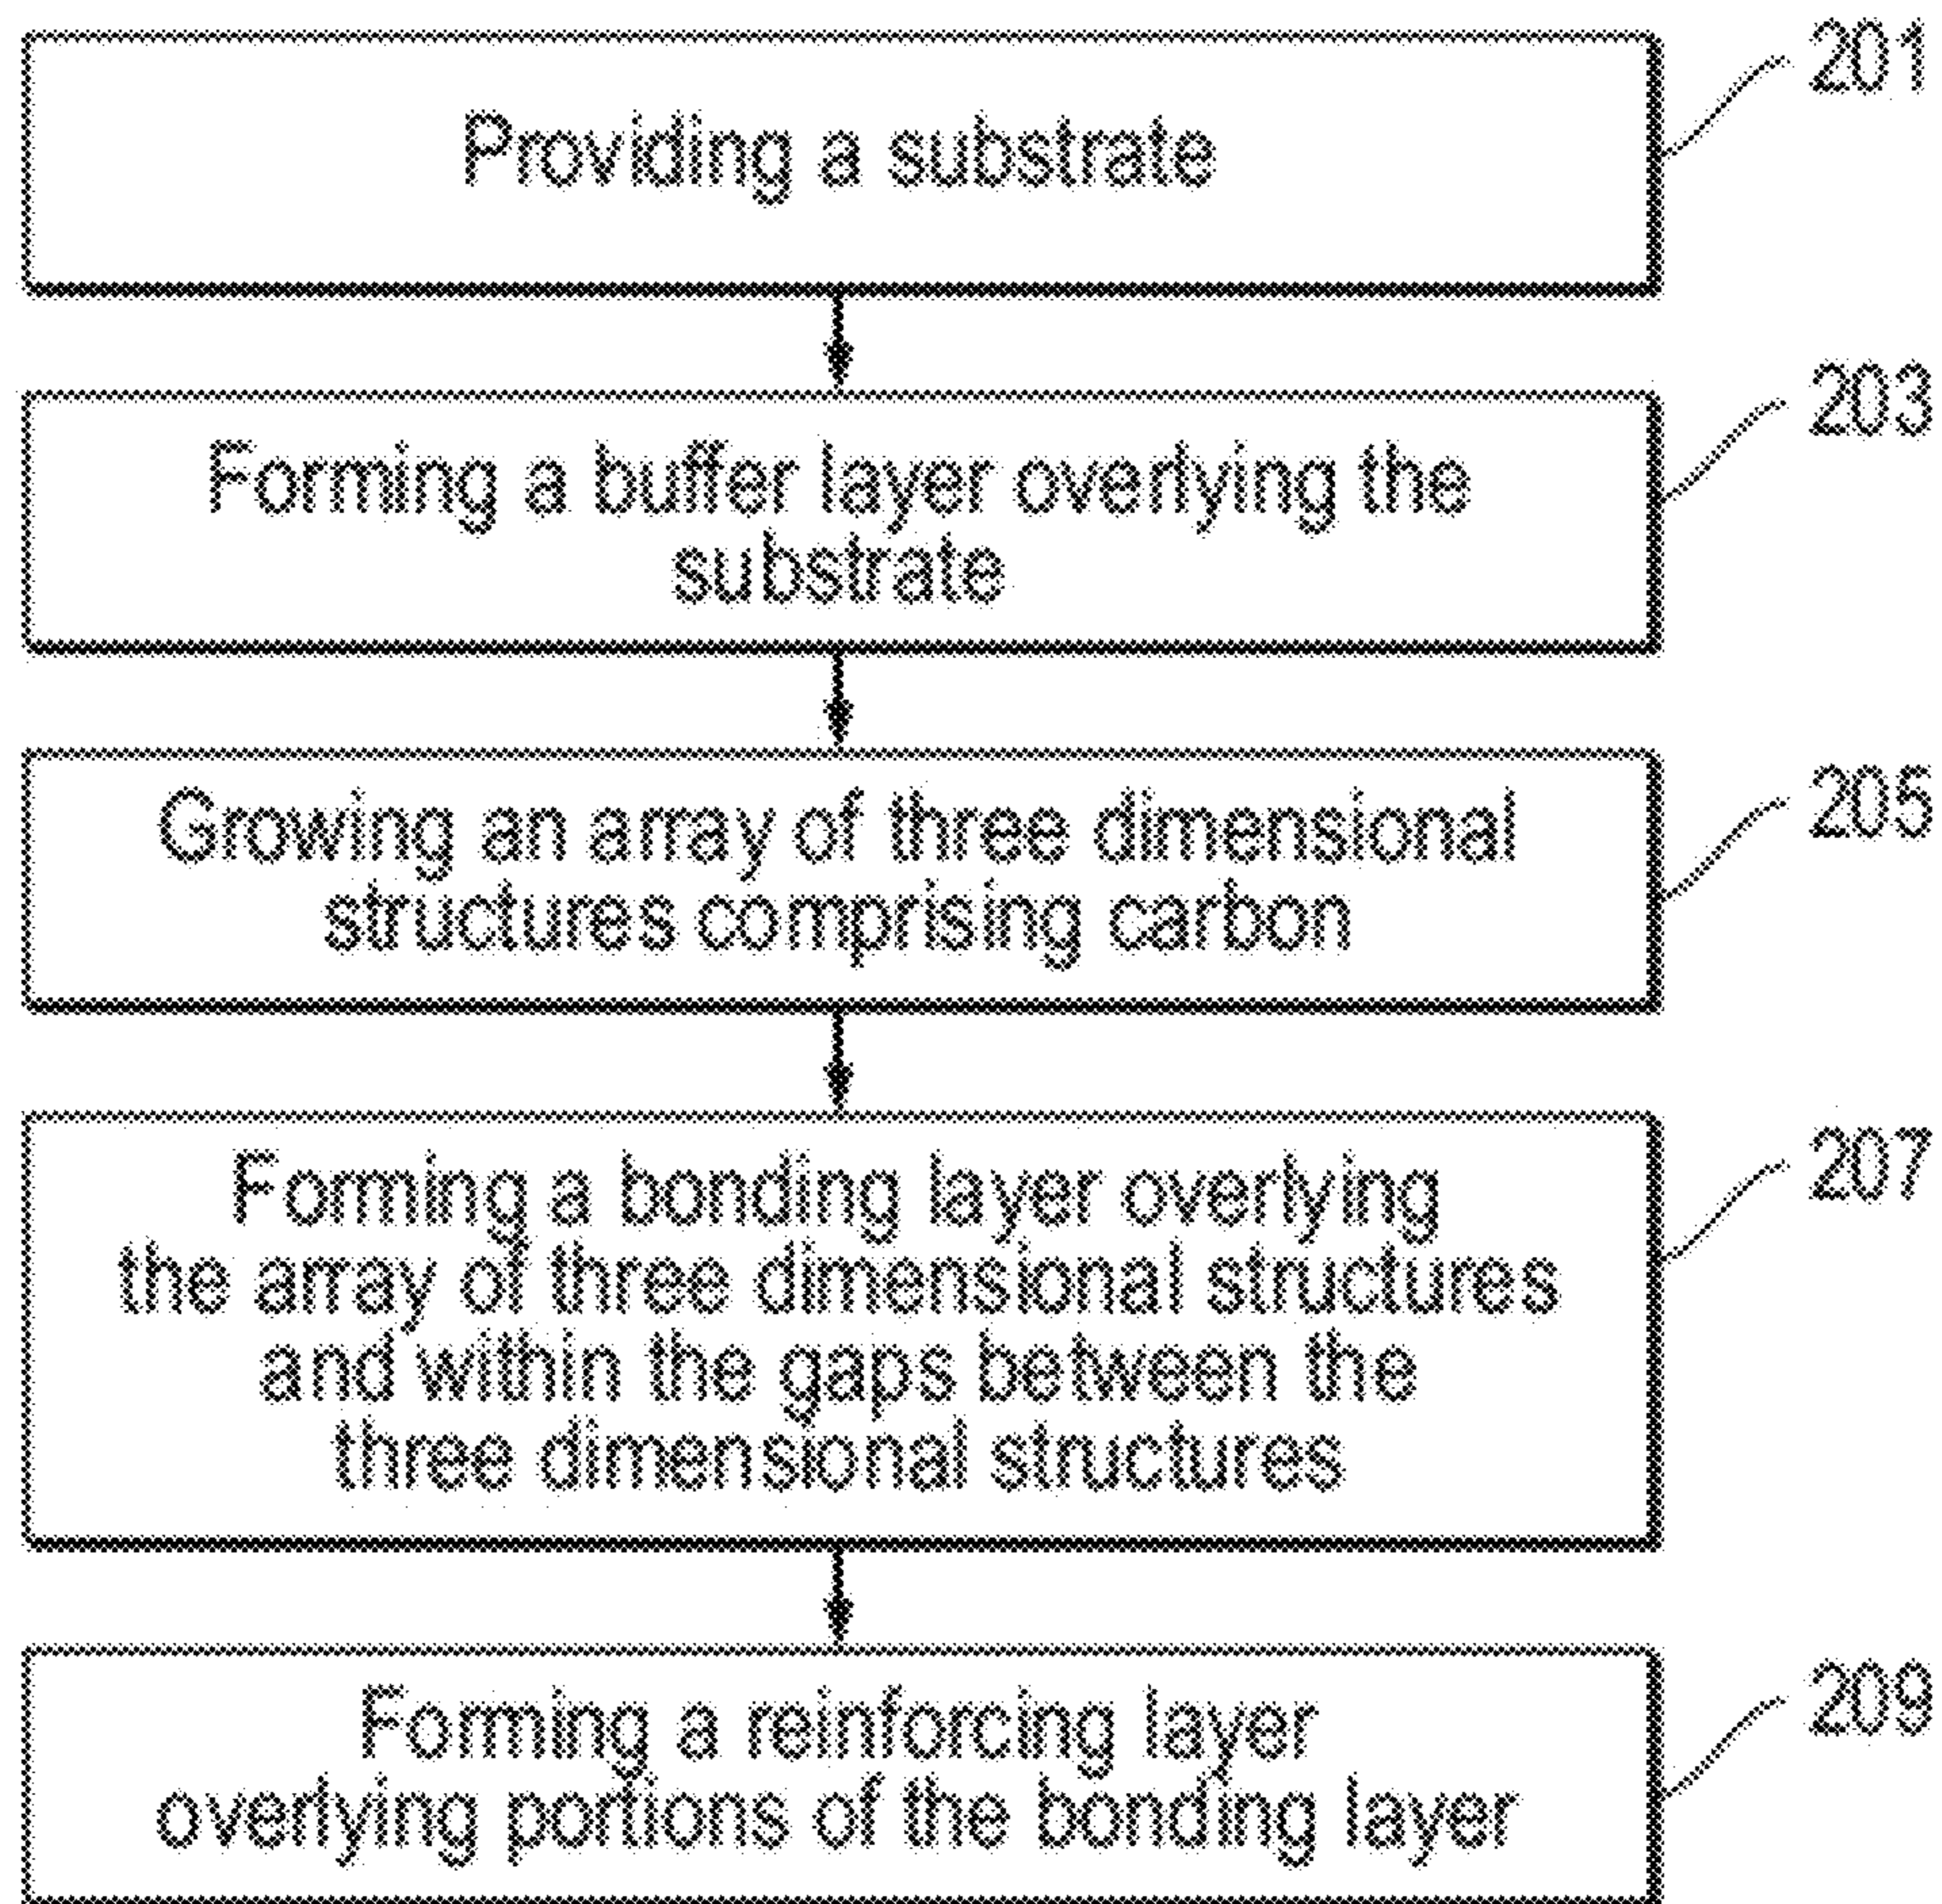 Providing a substrate
201
Forming a buffer layer overlying the
substrate
203
Growing an array of three dimensional
structures comprising carbon
205
Forming a bonding layer overlying
the array of three dimensional structures
and within the gaps between the
three dimensional structures
207
Forming a reinforcing layer
overlying portions of the bonding layer
209